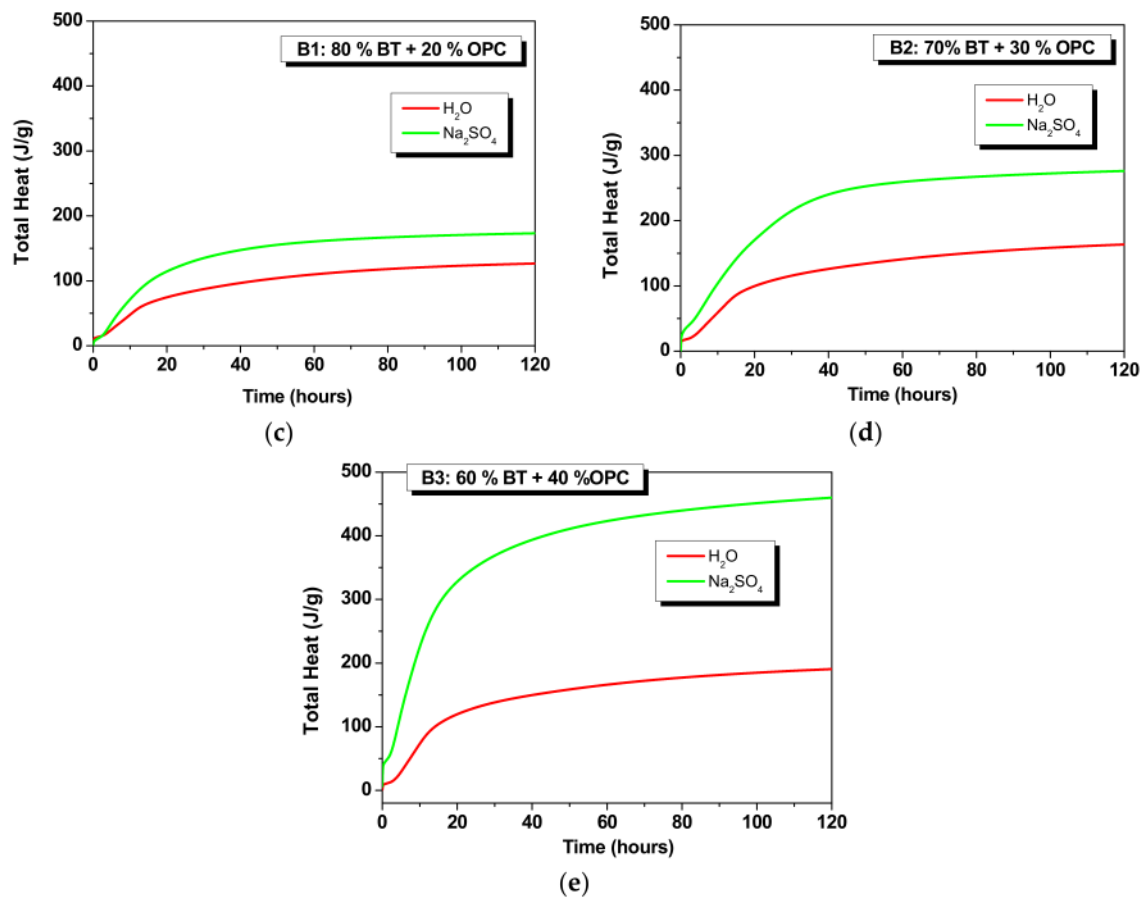 B1: 80 % BT + 20 % OPC
H₂O
Na₂SO₄
Total Heat (J/g)
500
400
300
200
100
0
0 20 40 60 80 100 120
Time (hours)
(c)
B2: 70% BT + 30 % OPC
H₂O
Na₂SO₄
Total Heat (J/g)
500
400
300
200
100
0
0 20 40 60 80 100 120
Time (hours)
(d)
B3: 60 % BT + 40 %OPC
H₂O
Na₂SO₄
Total Heat (J/g)
500
400
300
200
100
0
0 20 40 60 80 100 120
Time (hours)
(e)